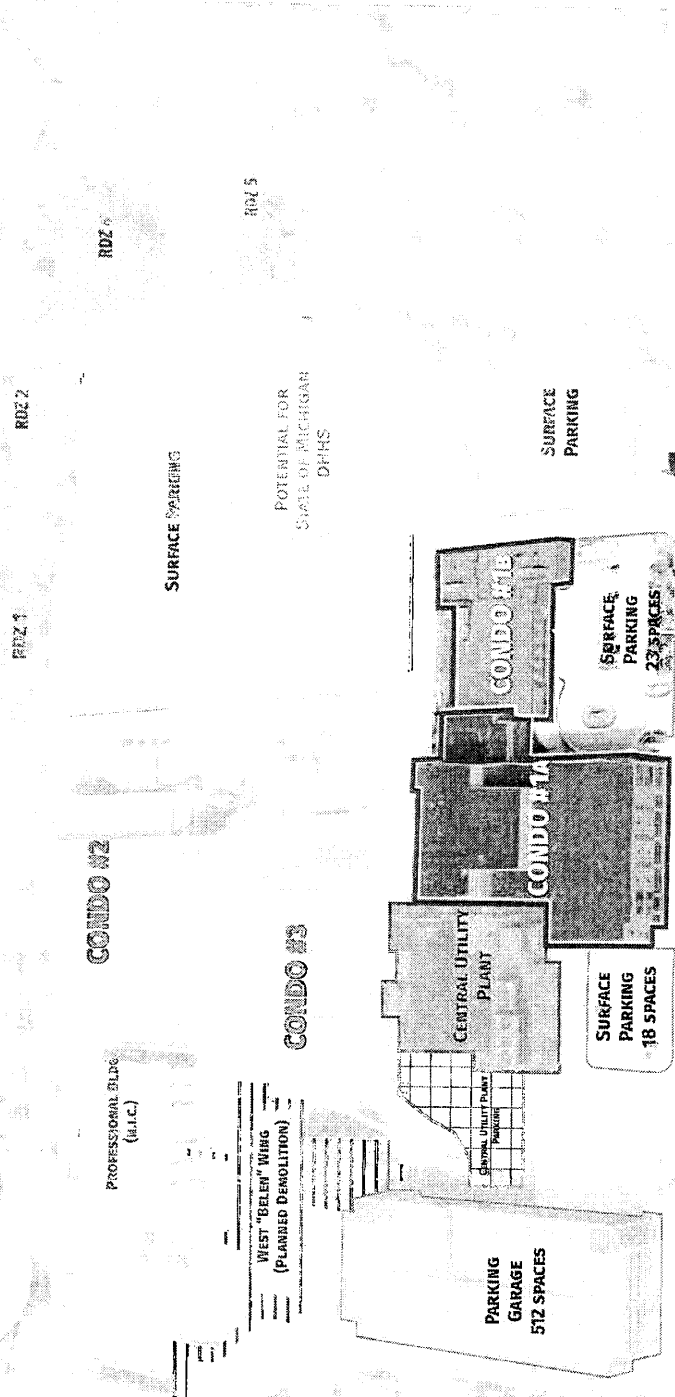 RDZ 1
RDZ 2
RDZ
RDZ 5
SURFACE PARKING
POTENTIAL FOR
STATE OF MICHIGAN
DHHS
SURFACE
PARKING
CONDO #2
CONDO #3
PROFESSIONAL BLDG
WEST "BELEN" WING
(PLANNED DEMOLITION)
CENTRAL UTILITY
PLANT
CENTRAL UTILITY PLANT
PARKING
CONDO #1A
CONDO #1B
SURFACE
PARKING
23 SPACES
SURFACE
PARKING
18 SPACES
PARKING
GARAGE
512 SPACES